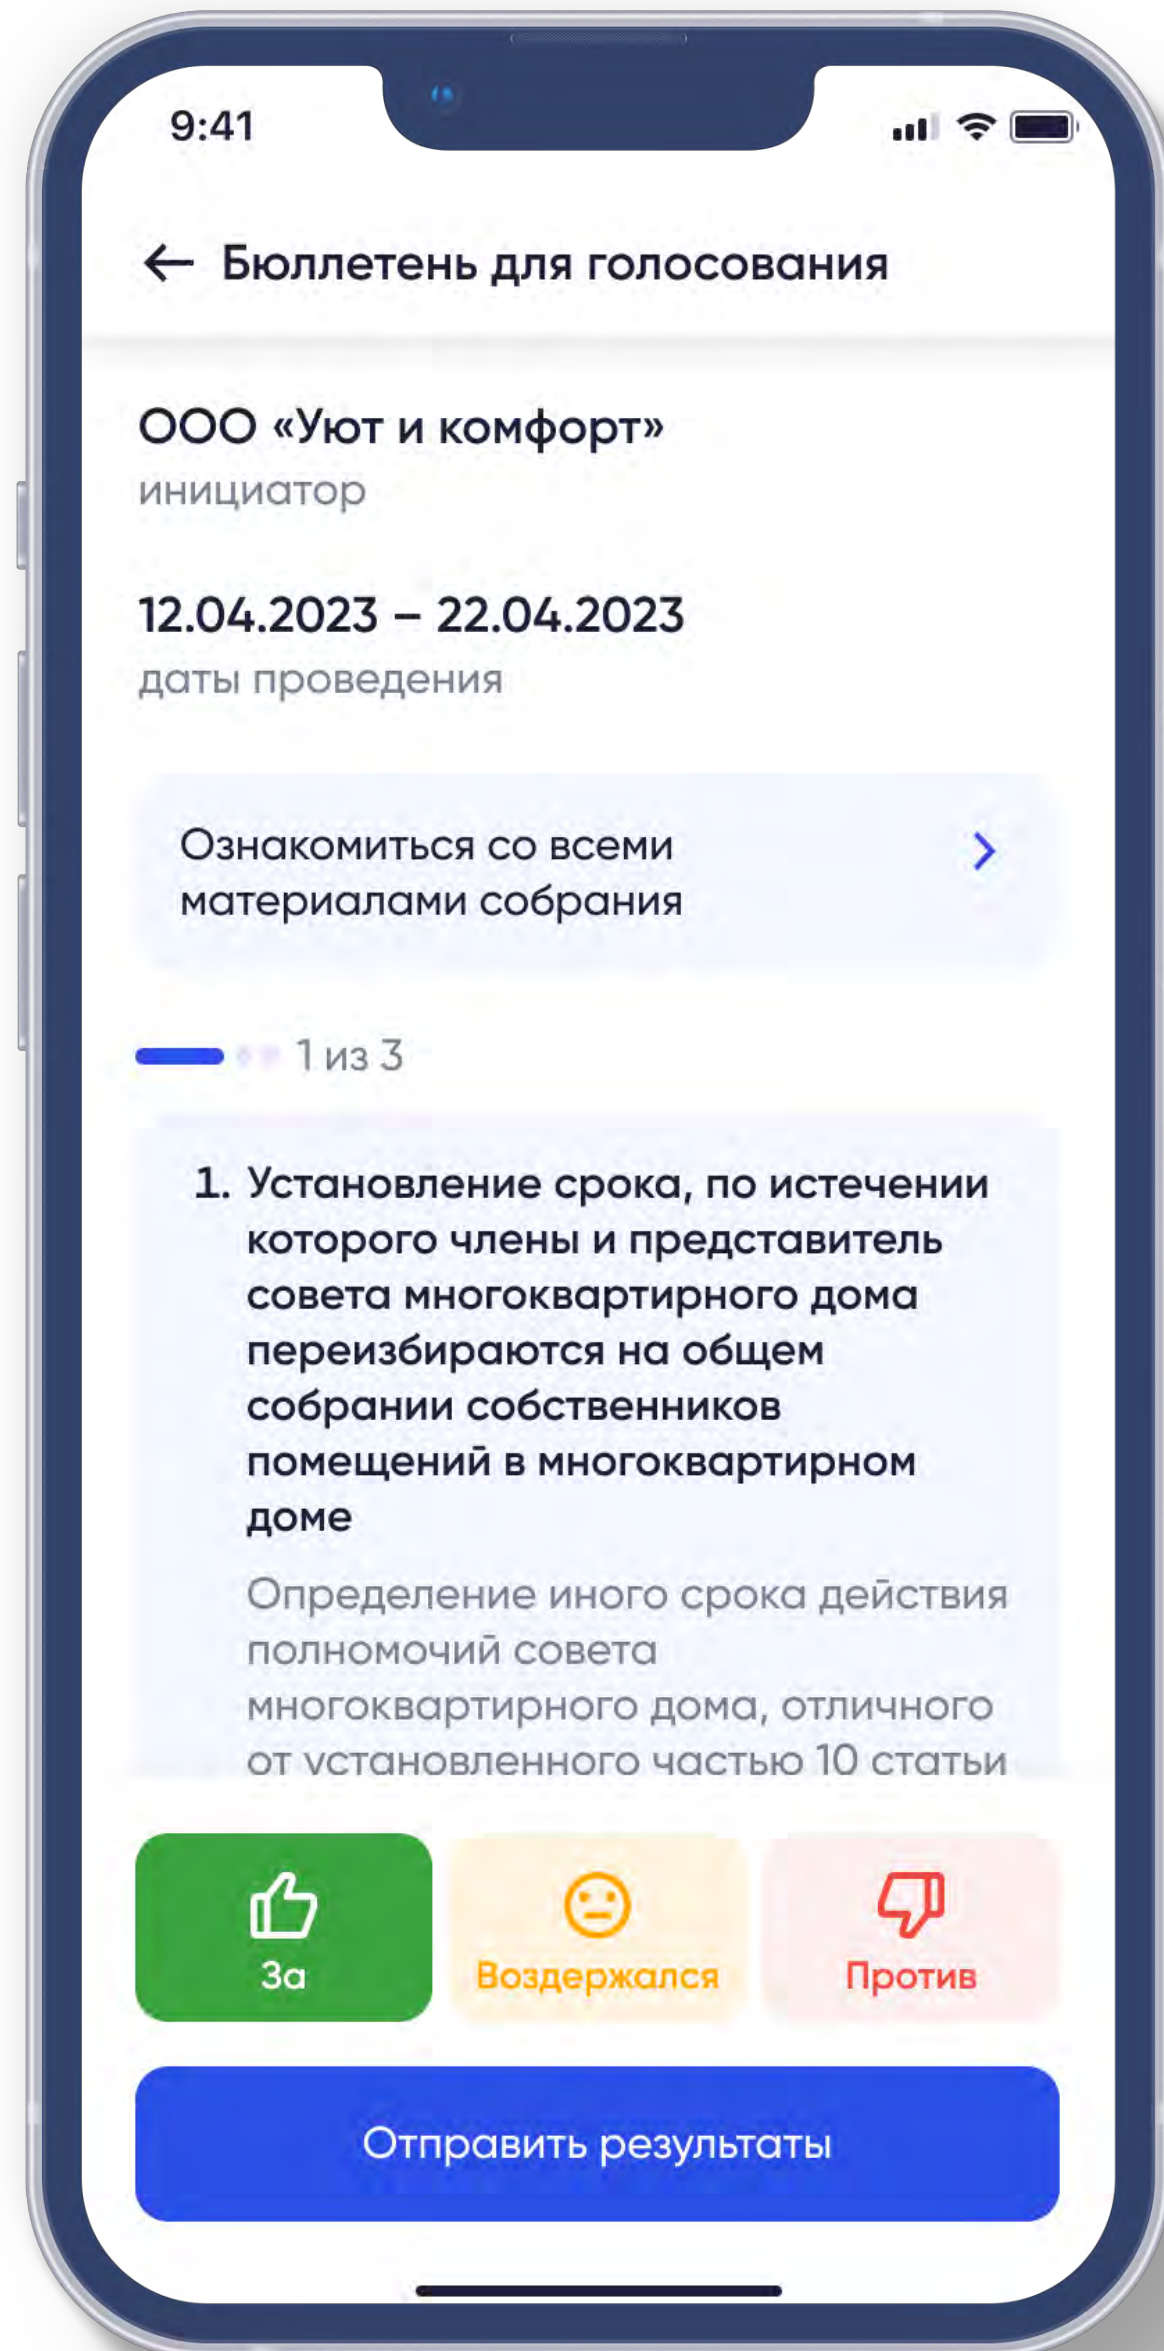 9:41
Бюллетень для голосования
ООО «Уют и комфорт»
инициатор
12.04.2023 – 22.04.2023
даты проведения
Ознакомиться со всеми
материалами собрания
1 из 3
1. Установление срока, по истечении
которого члены и представитель
совета многоквартирного дома
переизбираются на общем
собрании собственников
помещений в многоквартирном
доме
Определение иного срока действия
полномочий совета
многоквартирного дома, отличного
от установленного частью 10 статьи
За
Воздержался
Против
Отправить результаты